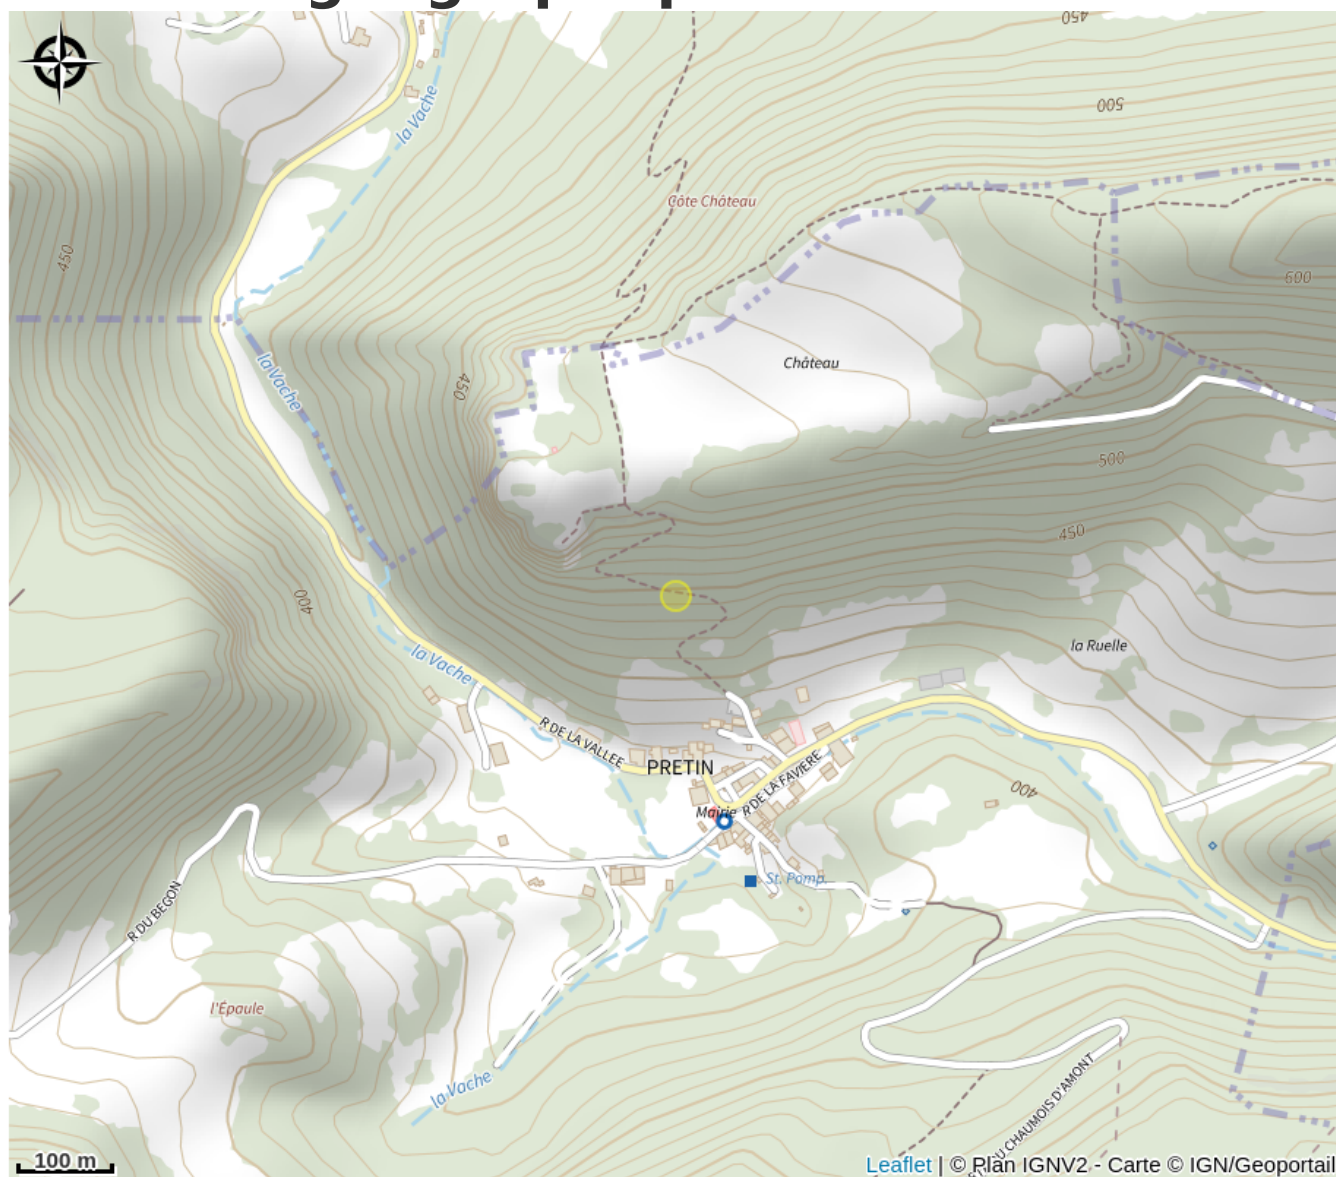 450
la Vache
500
Côte Château
450
600
la Vache
Château
450
500
450
400
la Ruelle
la Vache
R DE LA VALLEE
PRETIN
R DE LA FAVIERE
400
Mairie
St. Pomp.
R DU BEGON
l'Épaule
la Vache
U CHAUMOIS D'AMONT
100 m
Leaflet | © Plan IGNV2 - Carte © IGN/Geoportail